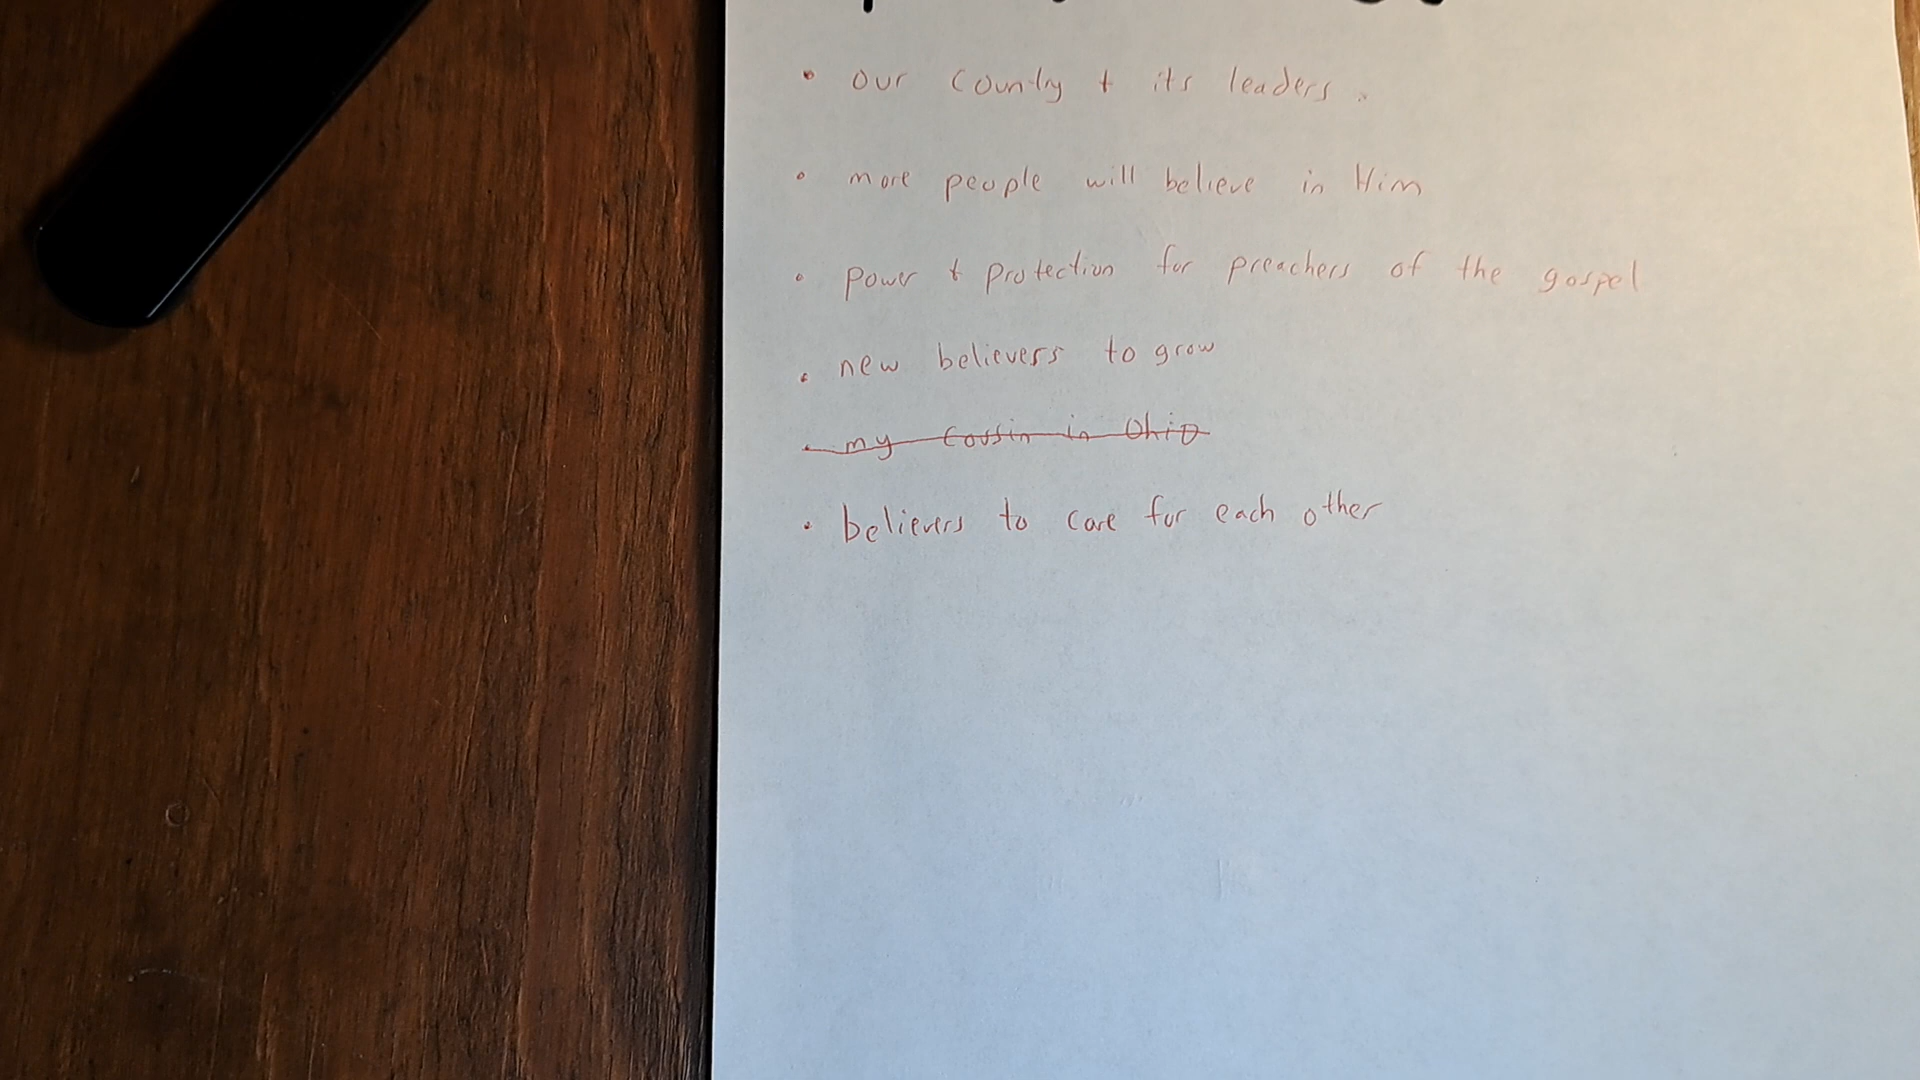 • our country + its leaders.
• more people will believe in Him
• power + protection for preachers of the gospel
• new believers to grow
• my cousin in Ohio
• believers to care for each other